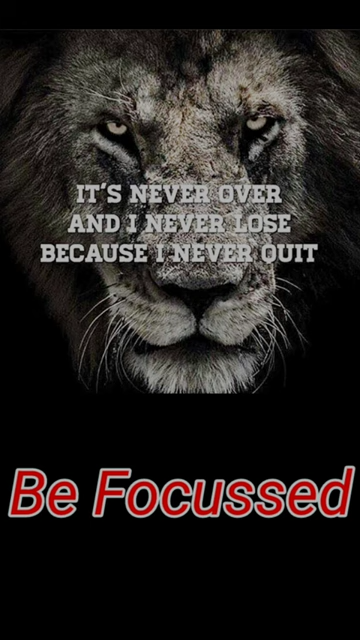 IT'S NEVER OVER
AND I NEVER LOSE
BECAUSE I NEVER QUIT
Be Focussed